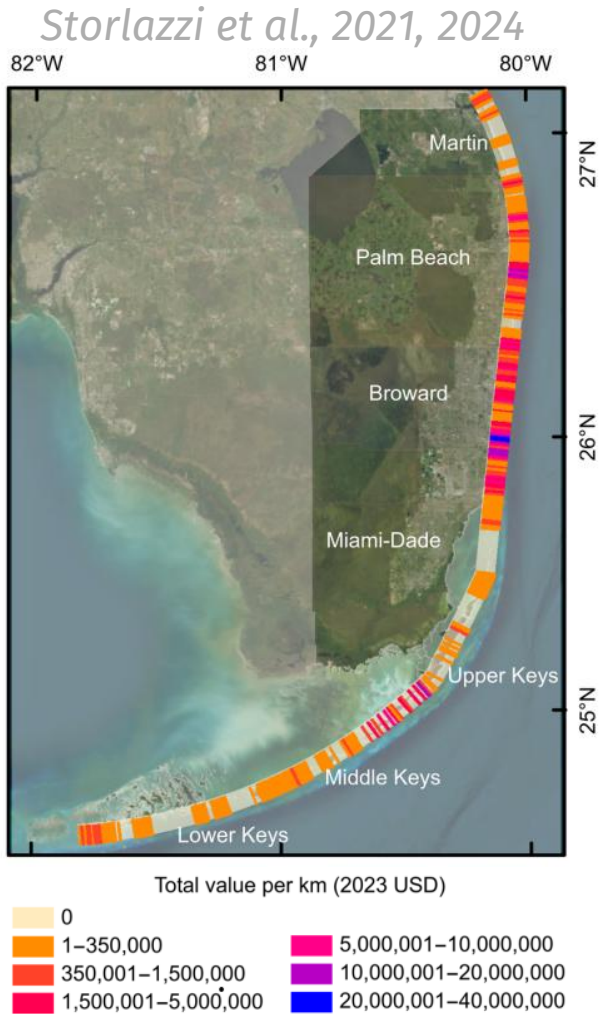 Storlazzi et al., 2021, 2024
82°W 81°W 80°W
Martin
27°N
Palm Beach
Broward
26°N
Miami-Dade
Upper Keys
25°N
Middle Keys
Lower Keys
Total value per km (2023 USD)
0
1–350,000 5,000,001–10,000,000
350,001–1,500,000 10,000,001–20,000,000
1,500,001–5,000,000 20,000,001–40,000,000